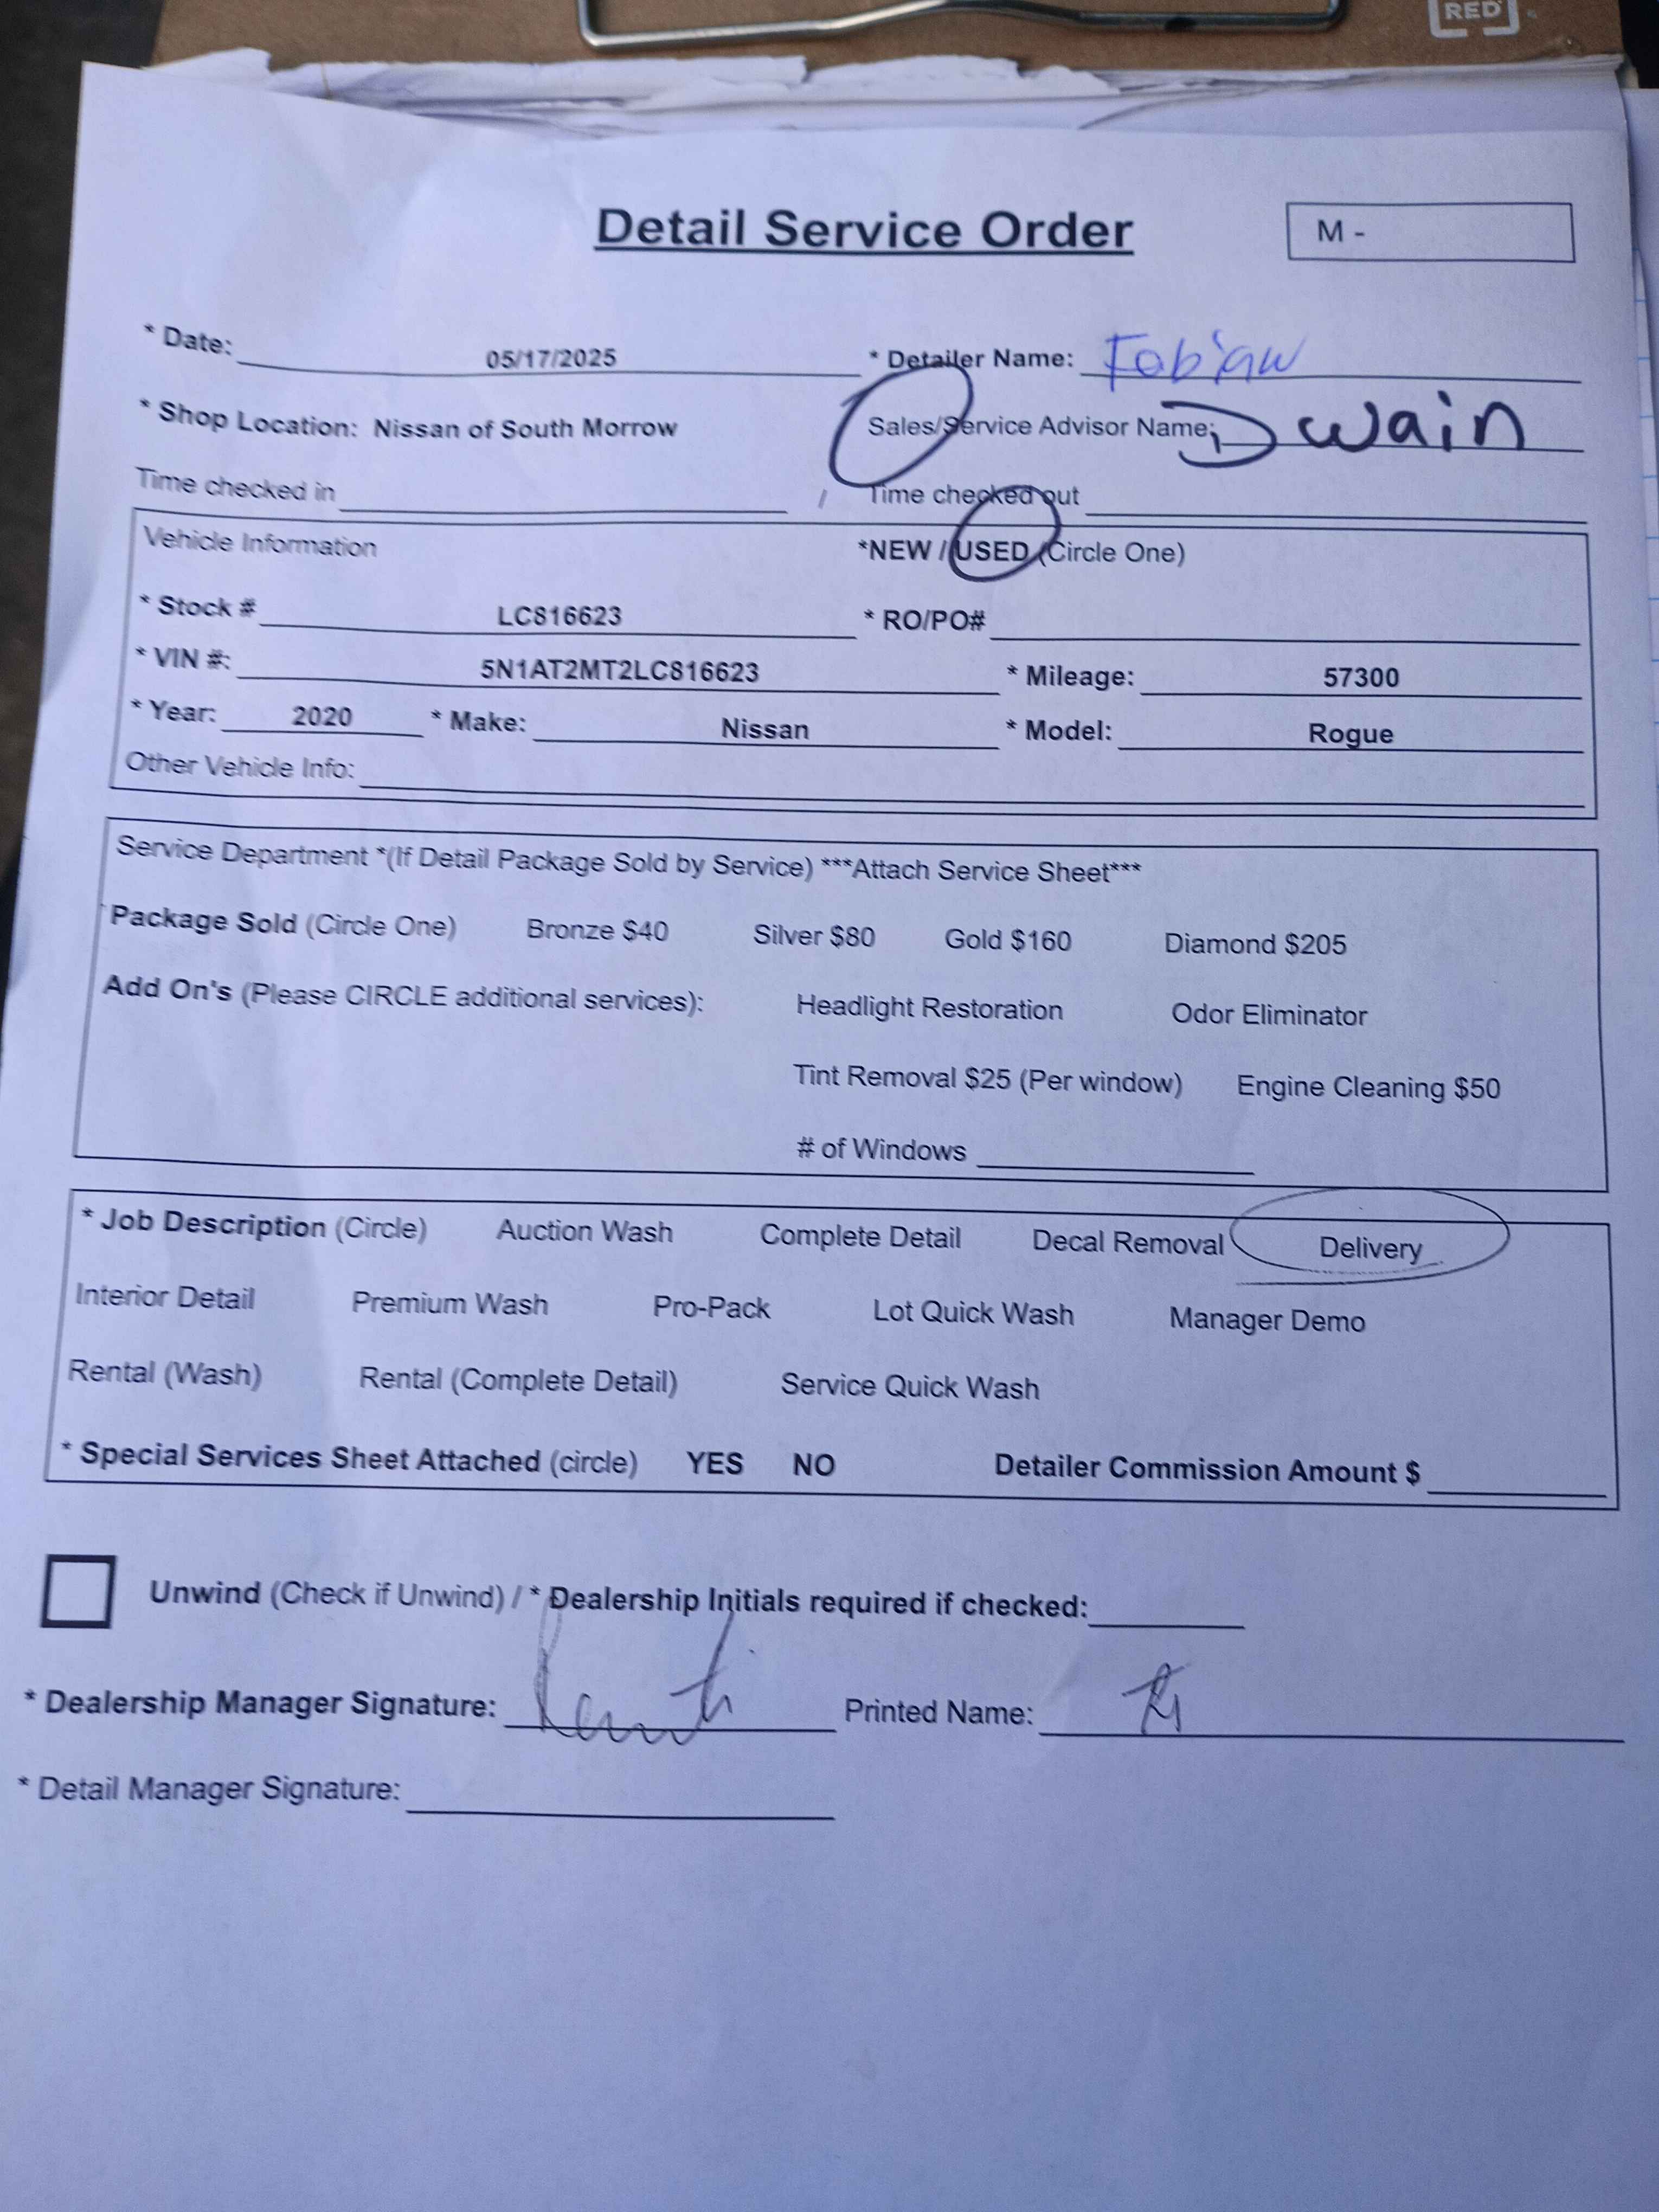 RED
Detail Service Order
M -
* Date: 05/17/2025 * Detailer Name: Fabian
* Shop Location: Nissan of South Morrow Sales/Service Advisor Name: Dwain
Time checked in / Time checked out
Vehicle Information *NEW / USED (Circle One)
* Stock # LC816623 * RO/PO#
* VIN #: 5N1AT2MT2LC816623 * Mileage: 57300
* Year: 2020 * Make: Nissan * Model: Rogue
Other Vehicle Info:
Service Department *(If Detail Package Sold by Service) ***Attach Service Sheet***
Package Sold (Circle One) Bronze $40 Silver $80 Gold $160 Diamond $205
Add On's (Please CIRCLE additional services): Headlight Restoration Odor Eliminator
Tint Removal $25 (Per window) Engine Cleaning $50
# of Windows
* Job Description (Circle) Auction Wash Complete Detail Decal Removal Delivery
Interior Detail Premium Wash Pro-Pack Lot Quick Wash Manager Demo
Rental (Wash) Rental (Complete Detail) Service Quick Wash
* Special Services Sheet Attached (circle) YES NO Detailer Commission Amount $
Unwind (Check if Unwind) / * Dealership Initials required if checked:
* Dealership Manager Signature: Printed Name:
* Detail Manager Signature: